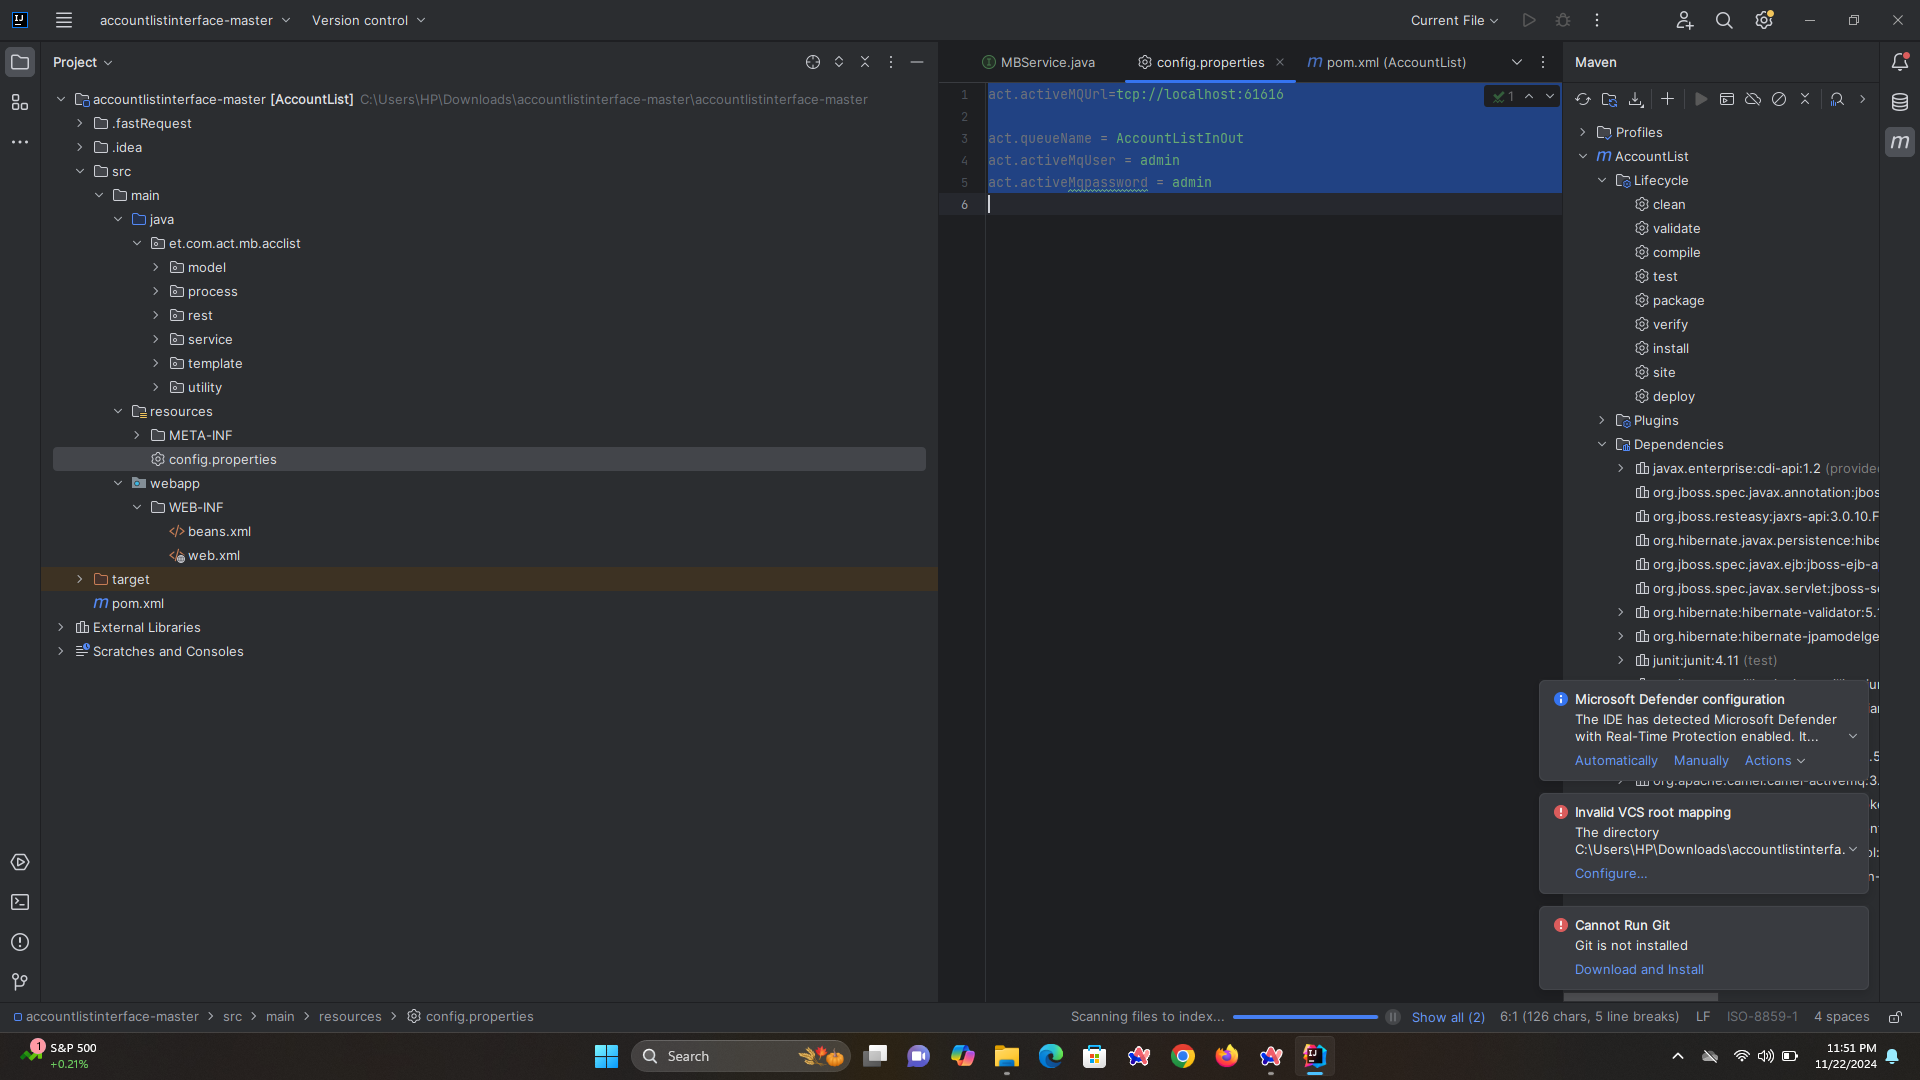 accountlistinterface-master
Version control
Current File
Project
MBService.java
config.properties
pom.xml (AccountList)
Maven
accountlistinterface-master [AccountList] C:\Users\HP\Downloads\accountlistinterface-master\accountlistinterface-master
.fastRequest
.idea
src
main
java
et.com.act.mb.acclist
model
process
rest
service
template
utility
resources
META-INF
config.properties
webapp
WEB-INF
beans.xml
web.xml
target
pom.xml
External Libraries
Scratches and Consoles
1 act.activeMQUrl=tcp://localhost:61616
2
3 act.queueName = AccountListInOut
4 act.activeMqUser = admin
5 act.activeMqpassword = admin
6
1
Profiles
AccountList
Lifecycle
clean
validate
compile
test
package
verify
install
site
deploy
Plugins
Dependencies
javax.enterprise:cdi-api:1.2 (provided
org.jboss.spec.javax.annotation:jbos
org.jboss.resteasy:jaxrs-api:3.0.10.F
org.hibernate.javax.persistence:hibe
org.jboss.spec.javax.ejb:jboss-ejb-a
org.jboss.spec.javax.servlet:jboss-se
org.hibernate:hibernate-validator:5.1
org.hibernate:hibernate-jpamodelge
junit:junit:4.11 (test)
Microsoft Defender configuration
The IDE has detected Microsoft Defender
with Real-Time Protection enabled. It...
Automatically Manually Actions
org.apache.camel:camel-activemq:3.
Invalid VCS root mapping
The directory
C:\Users\HP\Downloads\accountlistinterfa.
Configure...
Cannot Run Git
Git is not installed
Download and Install
accountlistinterface-master > src > main > resources > config.properties
Scanning files to index...
Show all (2)
6:1 (126 chars, 5 line breaks)
LF
ISO-8859-1
4 spaces
1
S&P 500
+0.21%
Search
11:51 PM
11/22/2024